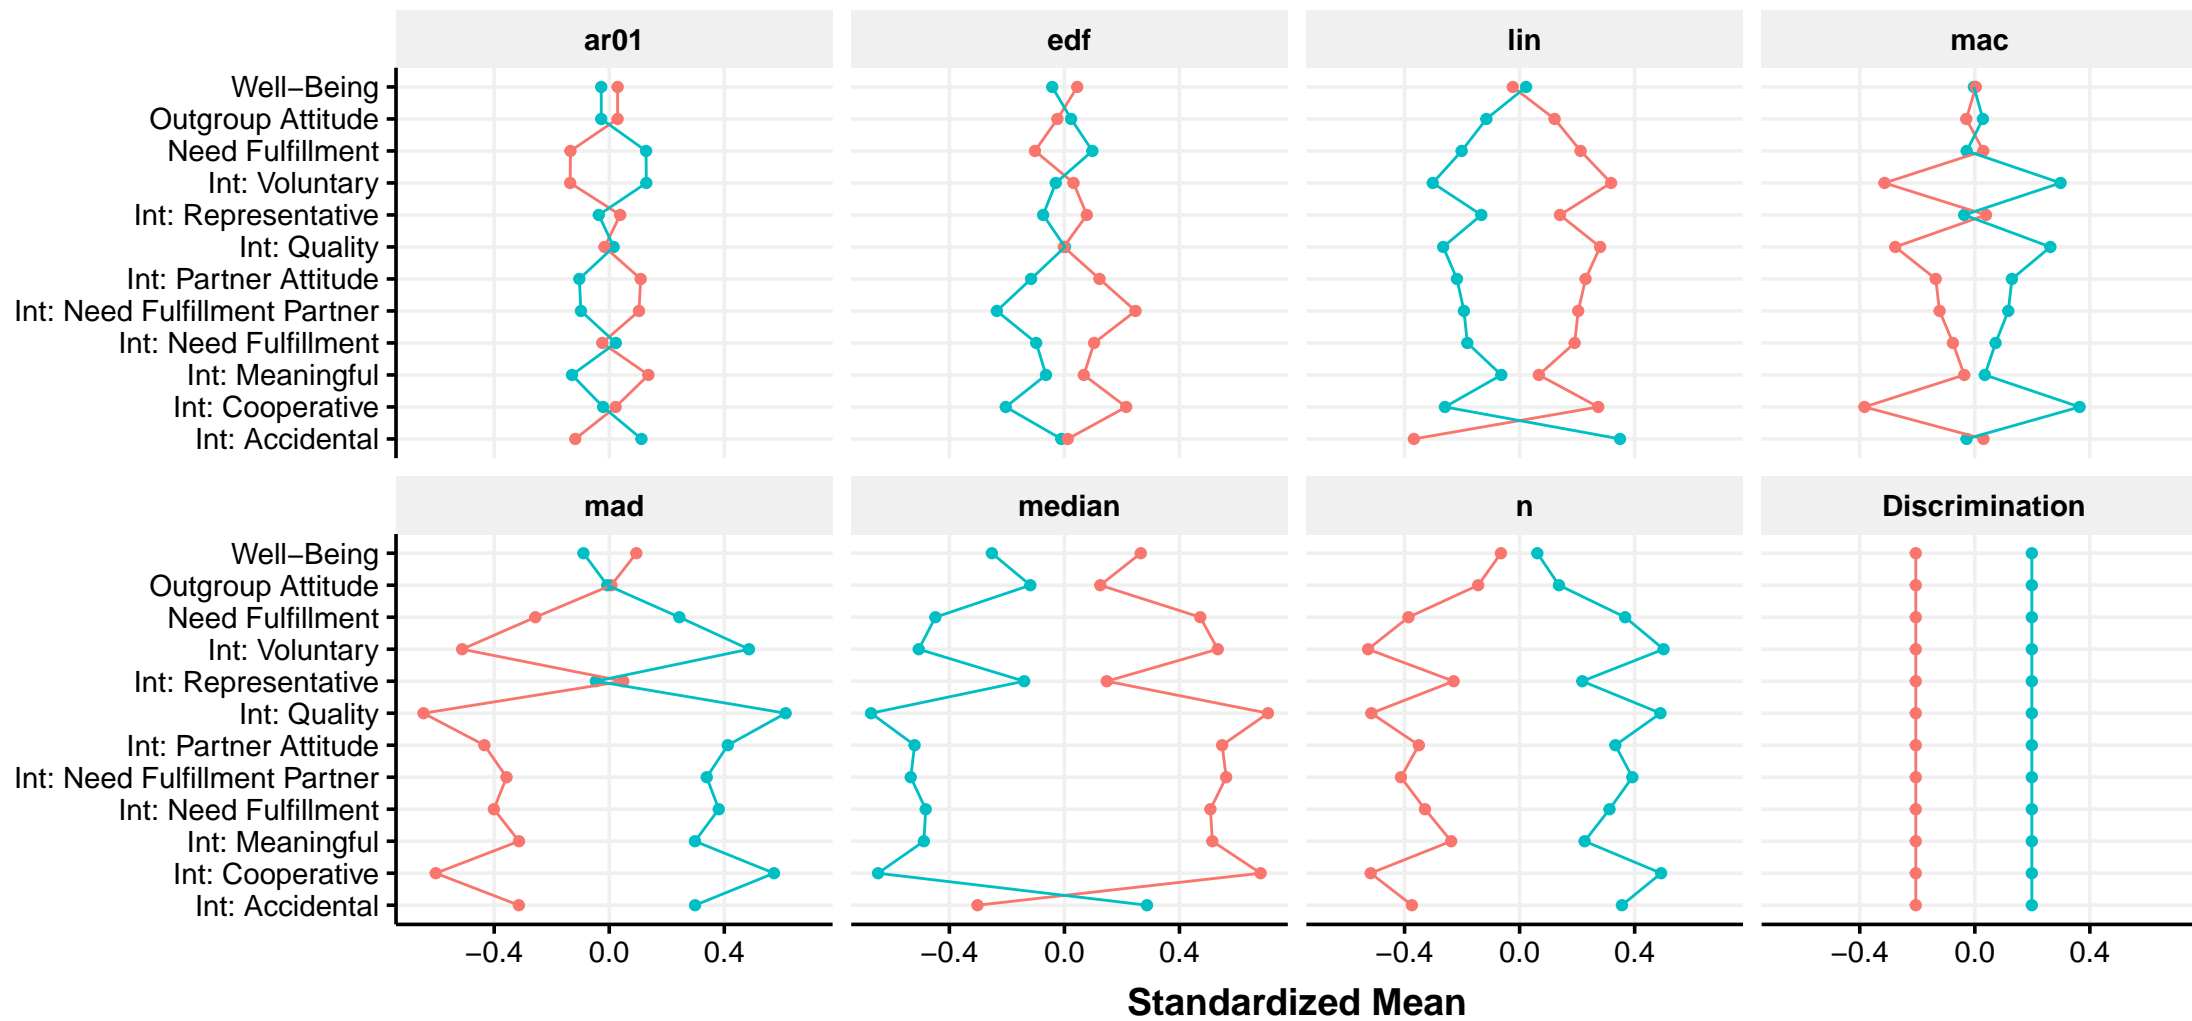 ar01 edf lin mac
Well−Being
Outgroup Attitude
Need Fulfillment
Int: Voluntary
Int: Representative
Int: Quality
Int: Partner Attitude
Int: Need Fulfillment Partner
Int: Need Fulfillment
Int: Meaningful
Int: Cooperative
Int: Accidental
mad median n Discrimination
Well−Being
Outgroup Attitude
Need Fulfillment
Int: Voluntary
Int: Representative
Int: Quality
Int: Partner Attitude
Int: Need Fulfillment Partner
Int: Need Fulfillment
Int: Meaningful
Int: Cooperative
Int: Accidental
−0.4 0.0 0.4 −0.4 0.0 0.4 −0.4 0.0 0.4 −0.4 0.0 0.4
Standardized Mean